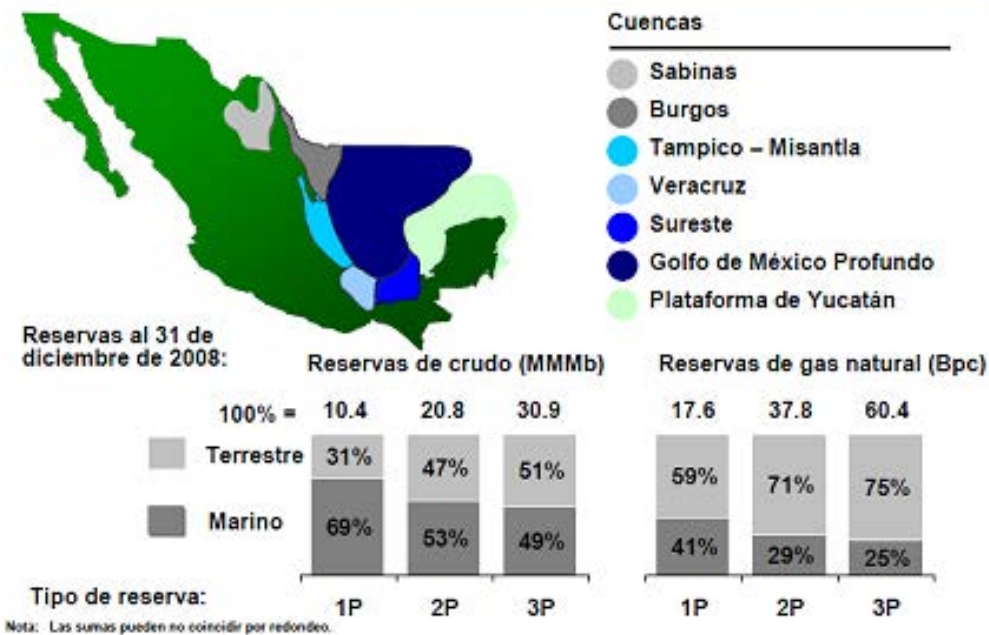 Cuencas
Sabinas
Burgos
Tampico – Misantla
Veracruz
Sureste
Golfo de México Profundo
Plataforma de Yucatán
Reservas al 31 de
diciembre de 2008:
Reservas de crudo (MMMb)
Reservas de gas natural (Bpc)
100% = 10.4 20.8 30.9 17.6 37.8 60.4
Terrestre 31% 47% 51% 59% 71% 75%
Marino 69% 53% 49% 41% 29% 25%
Tipo de reserva: 1P 2P 3P 1P 2P 3P
Nota: Las sumas pueden no coincidir por redondeo.